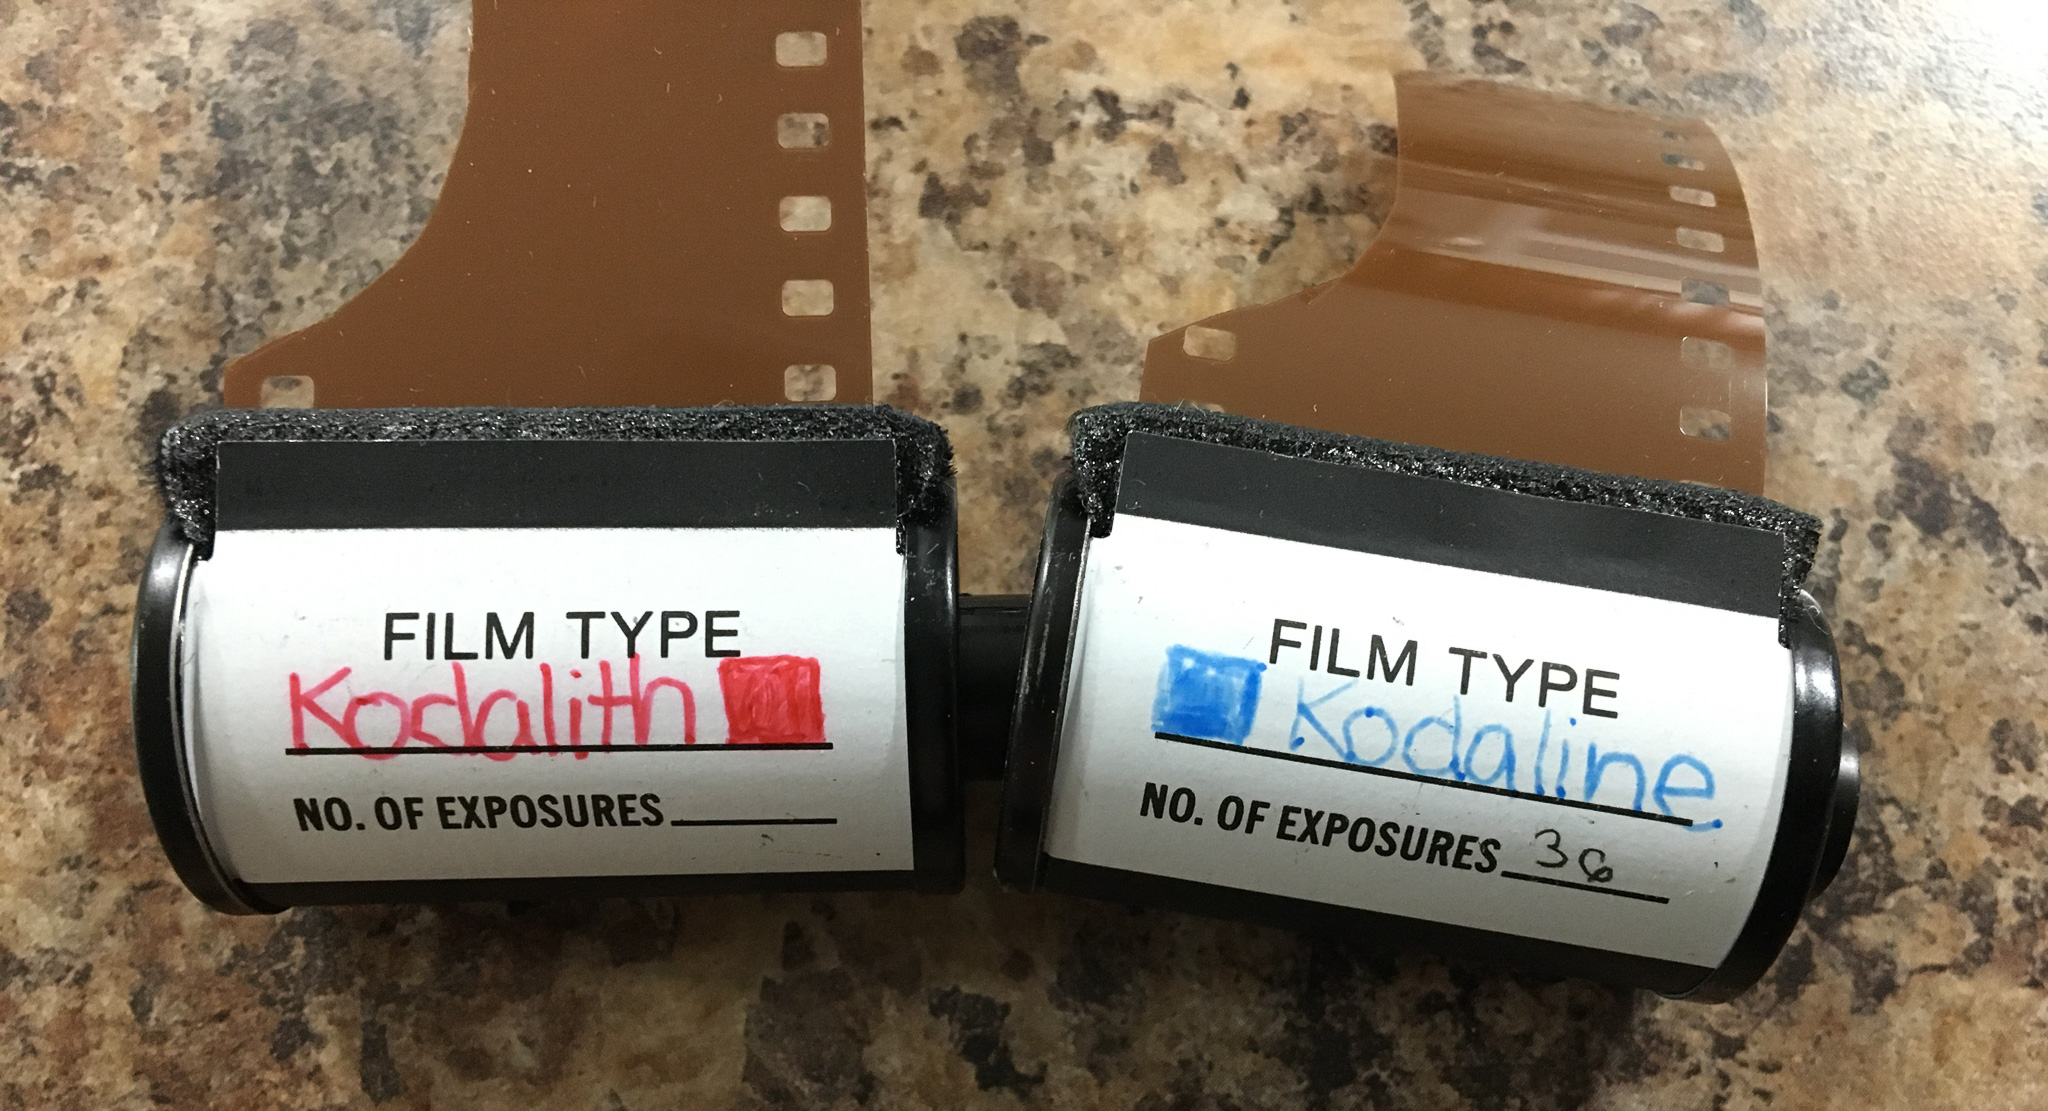 FILM TYPE
Kodalith
NO. OF EXPOSURES
FILM TYPE
Kodaline
NO. OF EXPOSURES 36